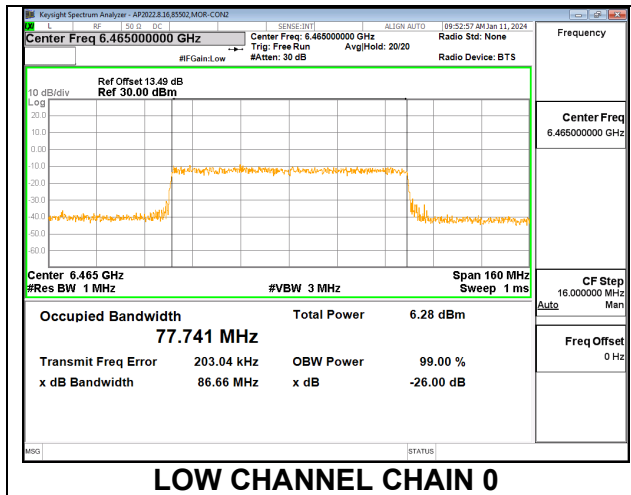 Keysight Spectrum Analyzer - AP2022.8.16,85502,MOR-CON2
LXI L RF 50 Ω DC SENSE:INT ALIGN AUTO 09:52:57 AM Jan 11, 2024
Center Freq 6.465000000 GHz
Center Freq: 6.465000000 GHz
Radio Std: None
Trig: Free Run Avg|Hold: 20/20
#IFGain:Low #Atten: 30 dB Radio Device: BTS
Frequency
Ref Offset 13.49 dB
10 dB/div Ref 30.00 dBm
Log
20.0
10.0
0.00
-10.0
-20.0
-30.0
-40.0
-50.0
-60.0
Center Freq
6.465000000 GHz
Center 6.465 GHz Span 160 MHz
#Res BW 1 MHz #VBW 3 MHz Sweep 1 ms
CF Step
16.000000 MHz
Auto Man
Occupied Bandwidth Total Power 6.28 dBm
77.741 MHz
Transmit Freq Error 203.04 kHz OBW Power 99.00 %
x dB Bandwidth 86.66 MHz x dB -26.00 dB
Freq Offset
0 Hz
MSG STATUS
LOW CHANNEL CHAIN 0